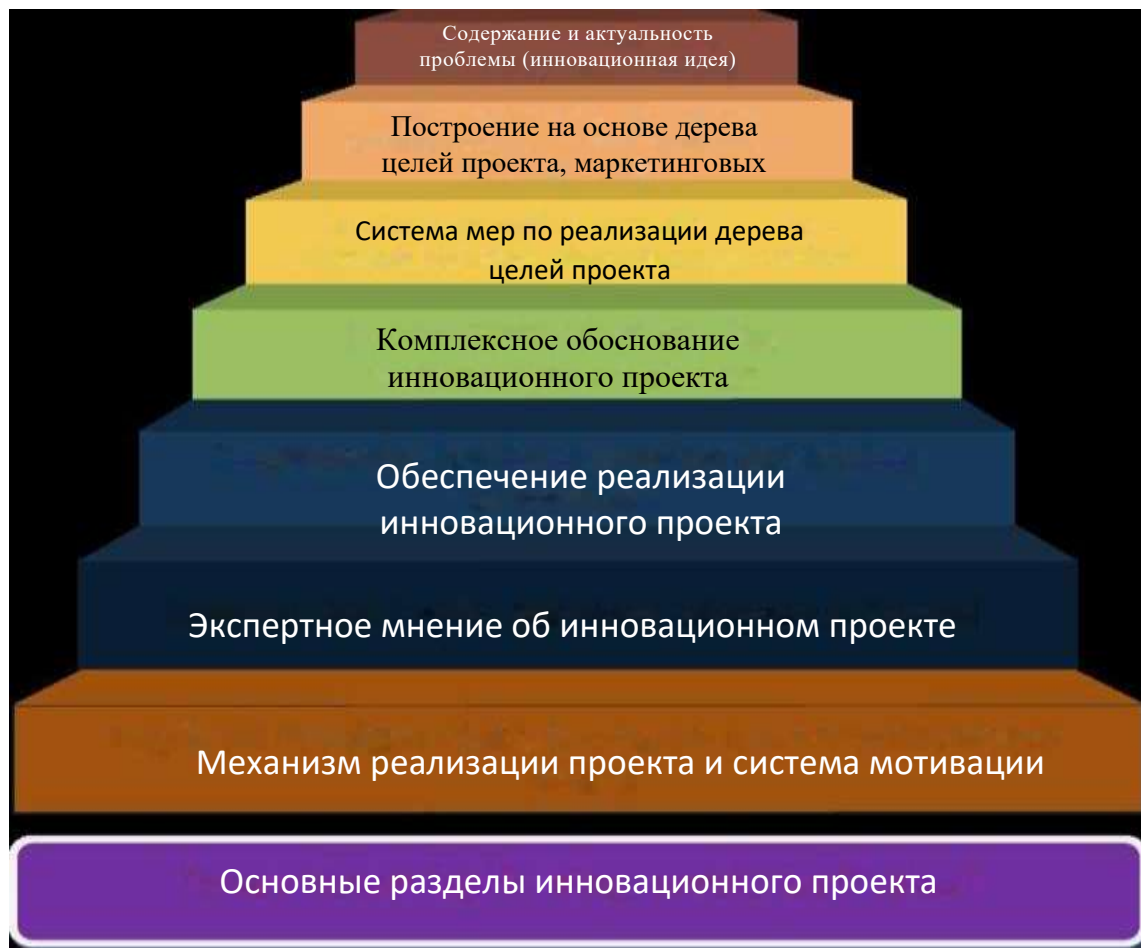 Содержание и актуальность
проблемы (инновационная идея)
Построение на основе дерева
целей проекта, маркетинговых
Система мер по реализации дерева
целей проекта
Комплексное обоснование
инновационного проекта
Обеспечение реализации
инновационного проекта
Экспертное мнение об инновационном проекте
Механизм реализации проекта и система мотивации
Основные разделы инновационного проекта